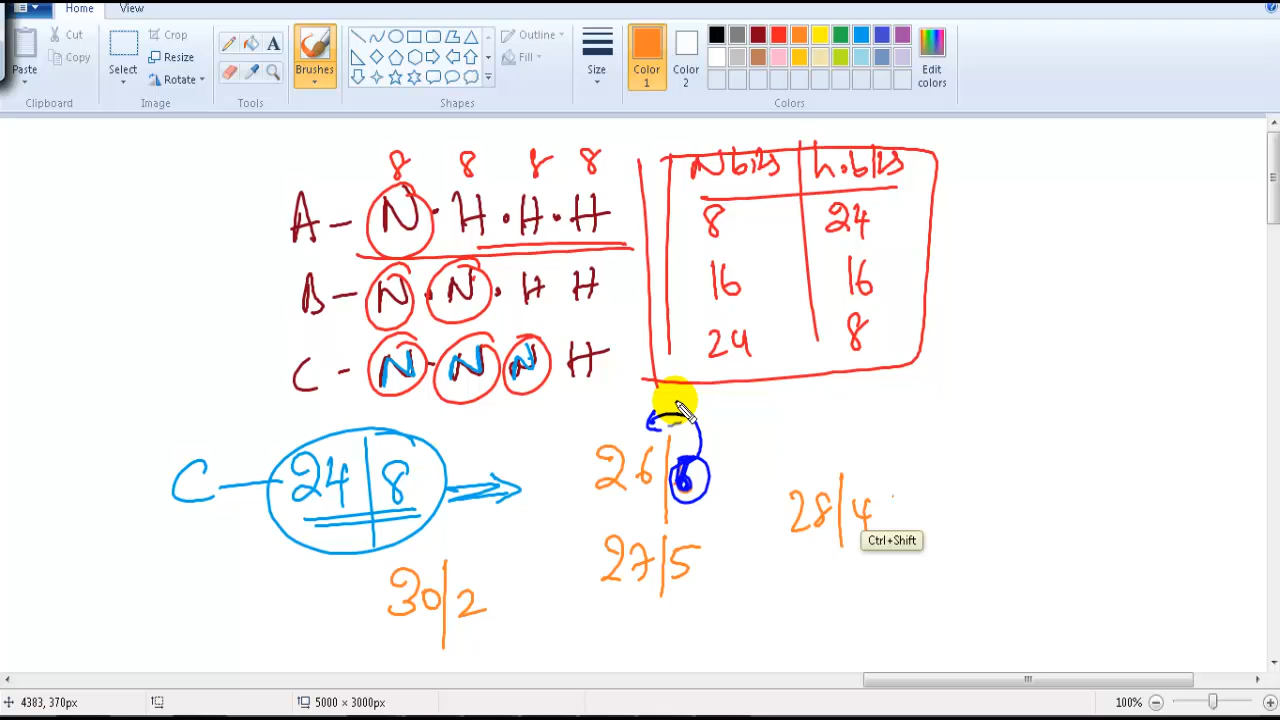 Home View
Paste
Cut
Copy
Clipboard
Select
Crop
Resize
Rotate
Image
A
Tools
Brushes
Outline
Fill
Shapes
Size
Color 1
Color 2
Edit colors
Colors
8 8 8 8
A - N . H . H . H
B - N . N . H H
C - N . N N H
N bits h.bits
8 24
16 16
24 8
C - 24 | 8
26 | 6
27 | 5
28 | 4
30 | 2
Ctrl+Shift
4383, 370px
5000 × 3000px
100%